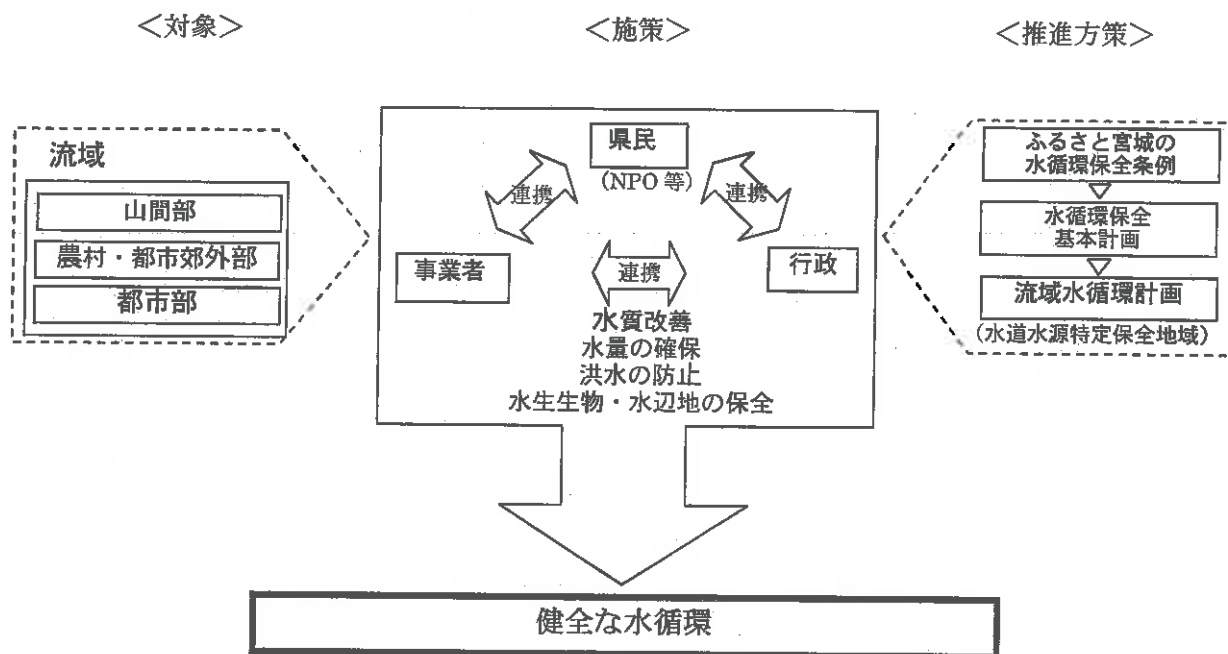 ＜対象＞
＜施策＞
＜推進方策＞
流域
山間部
農村・都市郊外部
都市部
県民
（NPO 等）
連携
連携
事業者
連携
行政
水質改善
水量の確保
洪水の防止
水生生物・水辺地の保全
ふるさと宮城の
水循環保全条例
水循環保全
基本計画
流域水循環計画
（水道水源特定保全地域）
健全な水循環